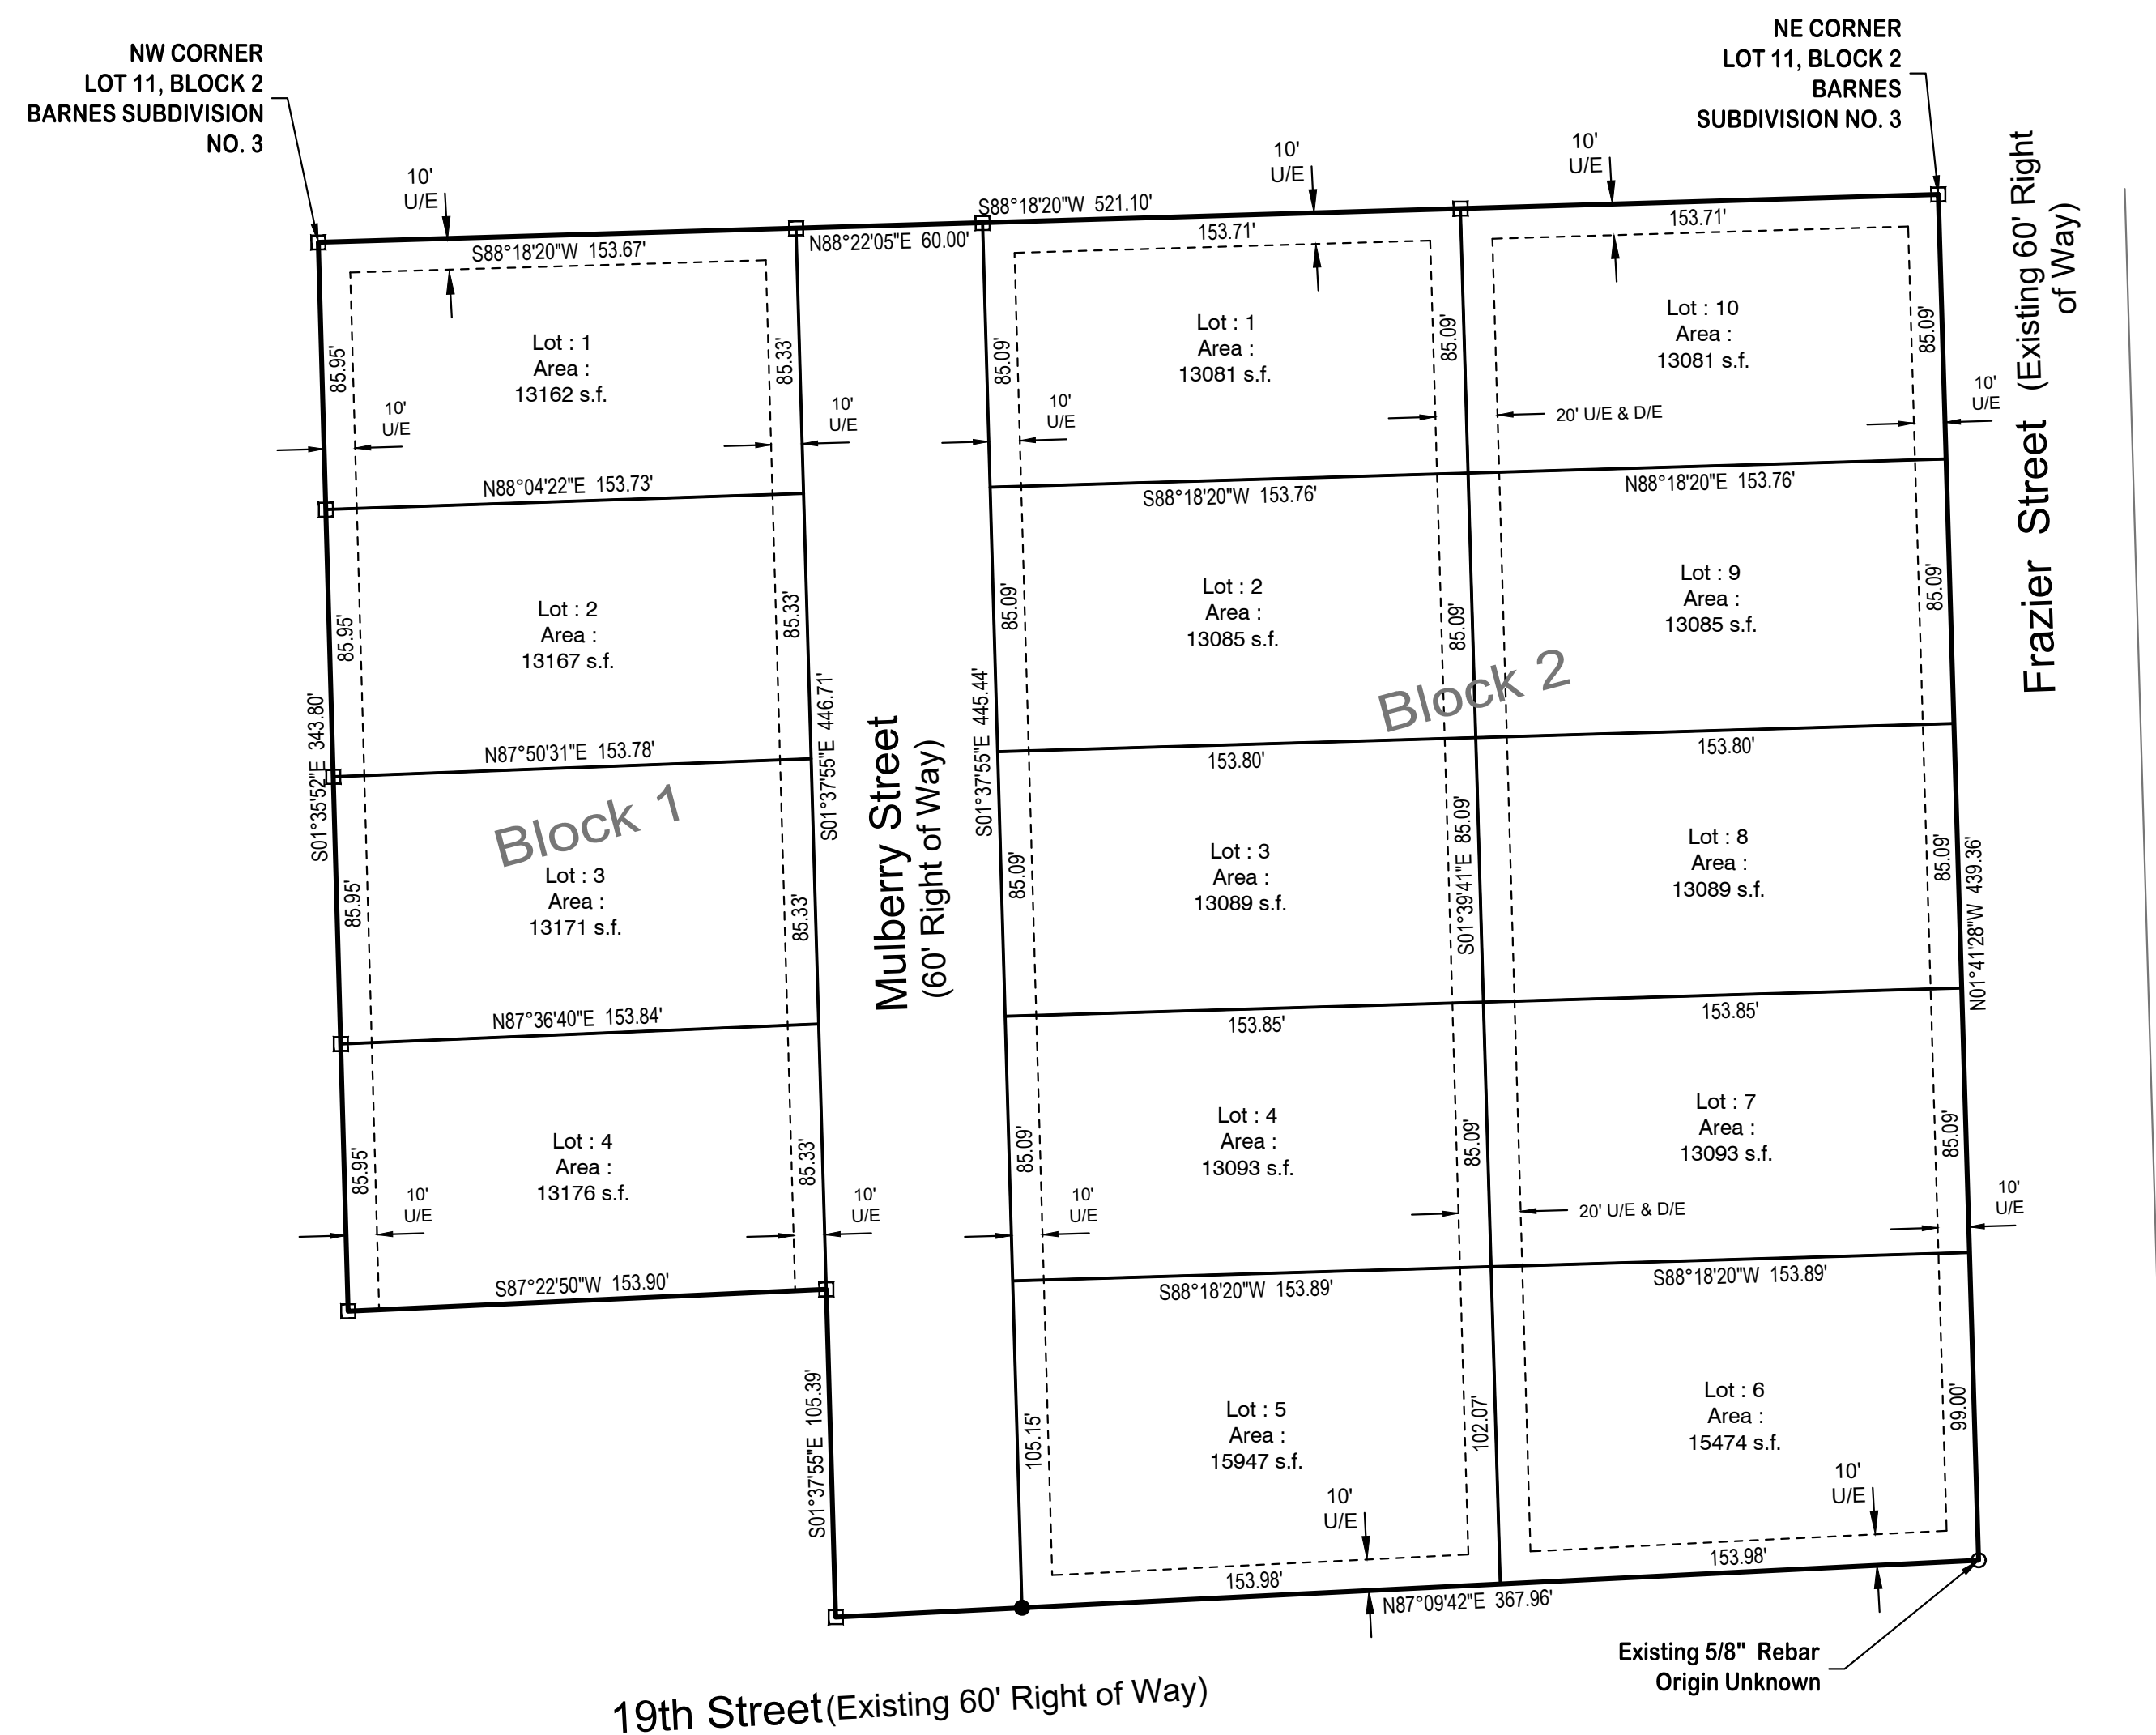 NW CORNER
LOT 11, BLOCK 2
BARNES SUBDIVISION
NO. 3
NE CORNER
LOT 11, BLOCK 2
BARNES
SUBDIVISION NO. 3
10'
U/E
10'
U/E
10'
U/E
S88°18'20"W 521.10'
S88°18'20"W 153.67'
N88°22'05"E 60.00'
153.71'
153.71'
Lot : 1
Area :
13162 s.f.
85.95'
85.33'
10'
U/E
10'
U/E
N88°04'22"E 153.73'
Lot : 2
Area :
13167 s.f.
85.95'
85.33'
N87°50'31"E 153.78'
S01°35'52"E 343.80'
S01°37'55"E 446.71'
Block 1
Lot : 3
Area :
13171 s.f.
85.95'
85.33'
N87°36'40"E 153.84'
Lot : 4
Area :
13176 s.f.
85.95'
85.33'
10'
U/E
10'
U/E
S87°22'50"W 153.90'
S01°37'55"E 105.39'
Mulberry Street
(60' Right of Way)
S01°37'55"E 445.44'
Lot : 1
Area :
13081 s.f.
85.09'
85.09'
10'
U/E
Lot : 10
Area :
13081 s.f.
85.09'
20' U/E & D/E
10'
U/E
S88°18'20"W 153.76'
N88°18'20"E 153.76'
Lot : 2
Area :
13085 s.f.
85.09'
85.09'
Lot : 9
Area :
13085 s.f.
85.09'
Block 2
153.80'
153.80'
Lot : 3
Area :
13089 s.f.
85.09'
S01°39'41"E 85.09'
Lot : 8
Area :
13089 s.f.
85.09'
N01°41'28"W 439.36'
153.85'
153.85'
Lot : 4
Area :
13093 s.f.
85.09'
85.09'
10'
U/E
Lot : 7
Area :
13093 s.f.
85.09'
20' U/E & D/E
10'
U/E
S88°18'20"W 153.89'
S88°18'20"W 153.89'
Lot : 5
Area :
15947 s.f.
105.15'
102.07'
10'
U/E
Lot : 6
Area :
15474 s.f.
99.00'
10'
U/E
153.98'
153.98'
N87°09'42"E 367.96'
Existing 5/8" Rebar
Origin Unknown
Frazier Street (Existing 60' Right
of Way)
19th Street (Existing 60' Right of Way)